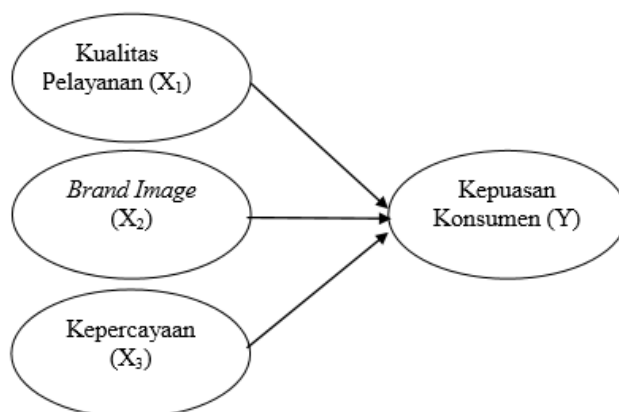 Kualitas
Pelayanan (X₁)
Brand Image
(X₂)
Kepercayaan
(X₃)
Kepuasan
Konsumen (Y)